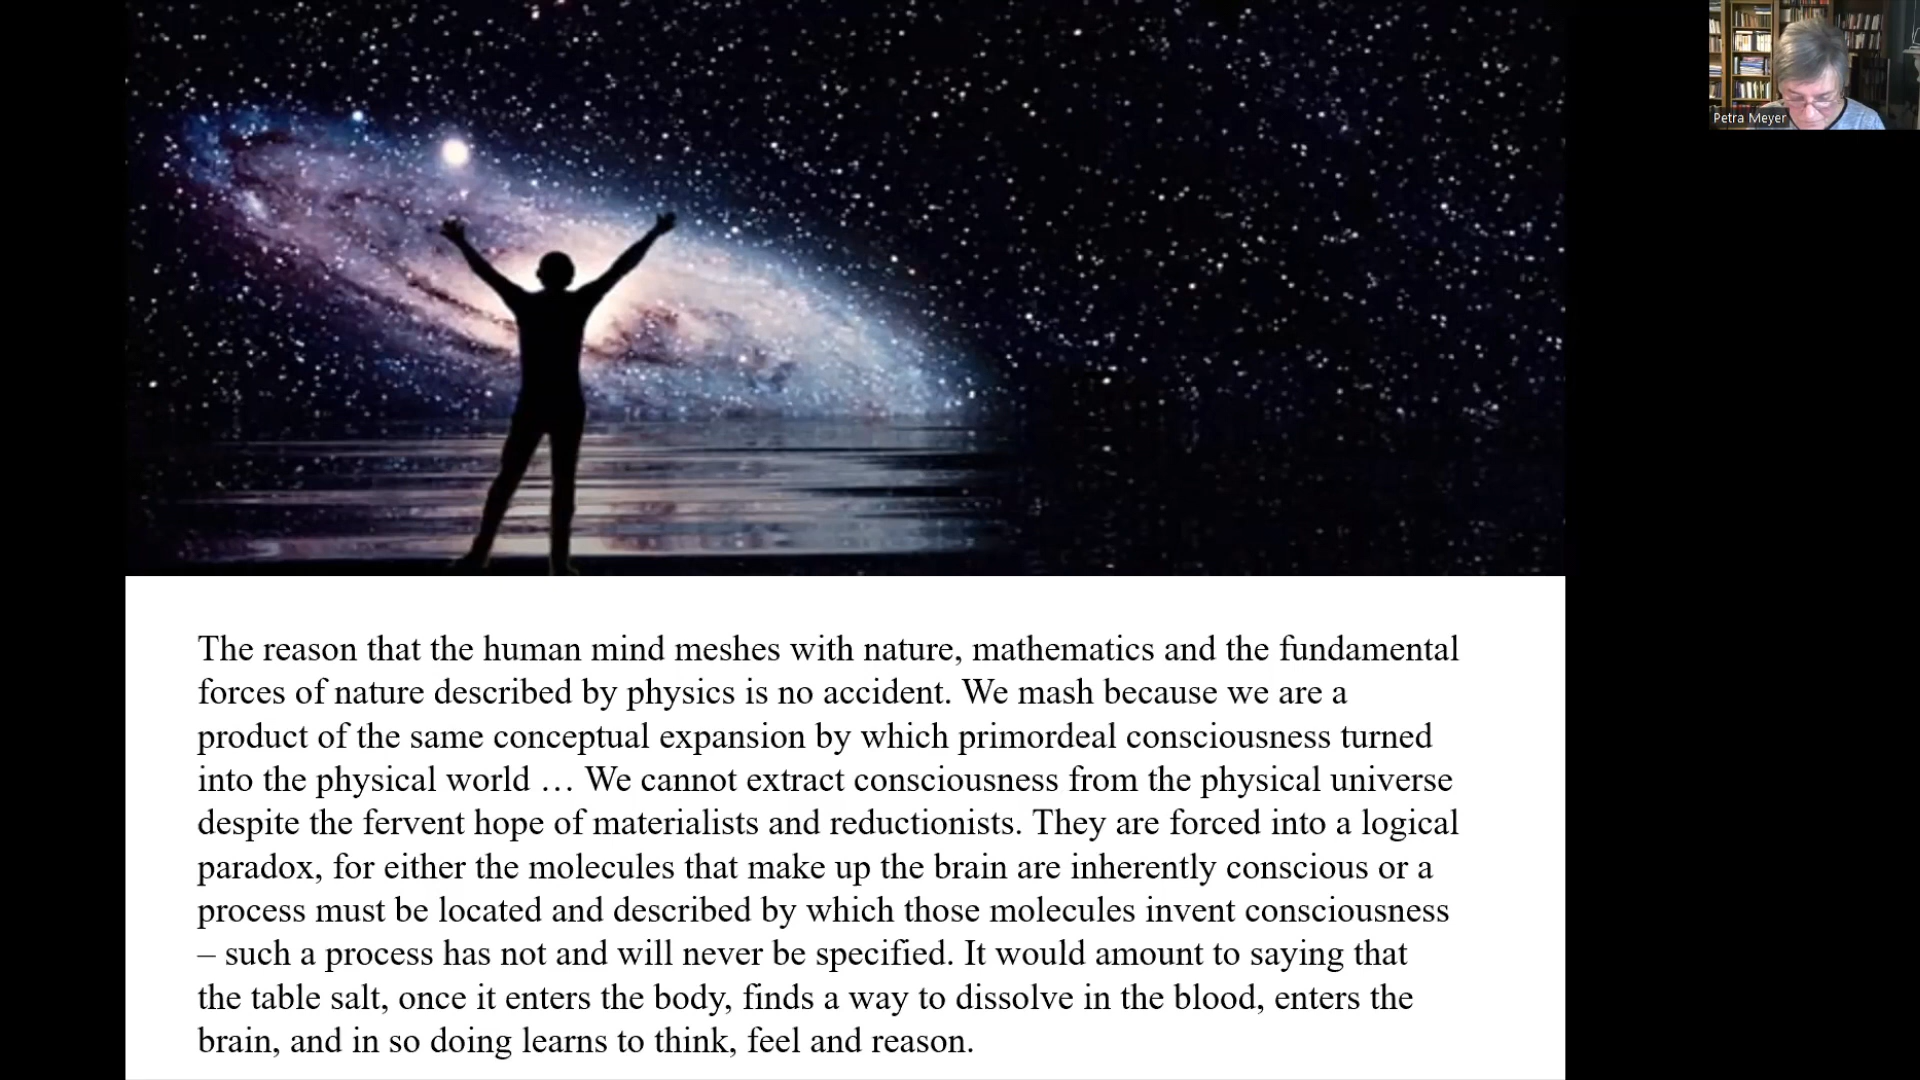 Petra Meyer
The reason that the human mind meshes with nature, mathematics and the fundamental
forces of nature described by physics is no accident. We mash because we are a
product of the same conceptual expansion by which primordeal consciousness turned
into the physical world … We cannot extract consciousness from the physical universe
despite the fervent hope of materialists and reductionists. They are forced into a logical
paradox, for either the molecules that make up the brain are inherently conscious or a
process must be located and described by which those molecules invent consciousness
– such a process has not and will never be specified. It would amount to saying that
the table salt, once it enters the body, finds a way to dissolve in the blood, enters the
brain, and in so doing learns to think, feel and reason.